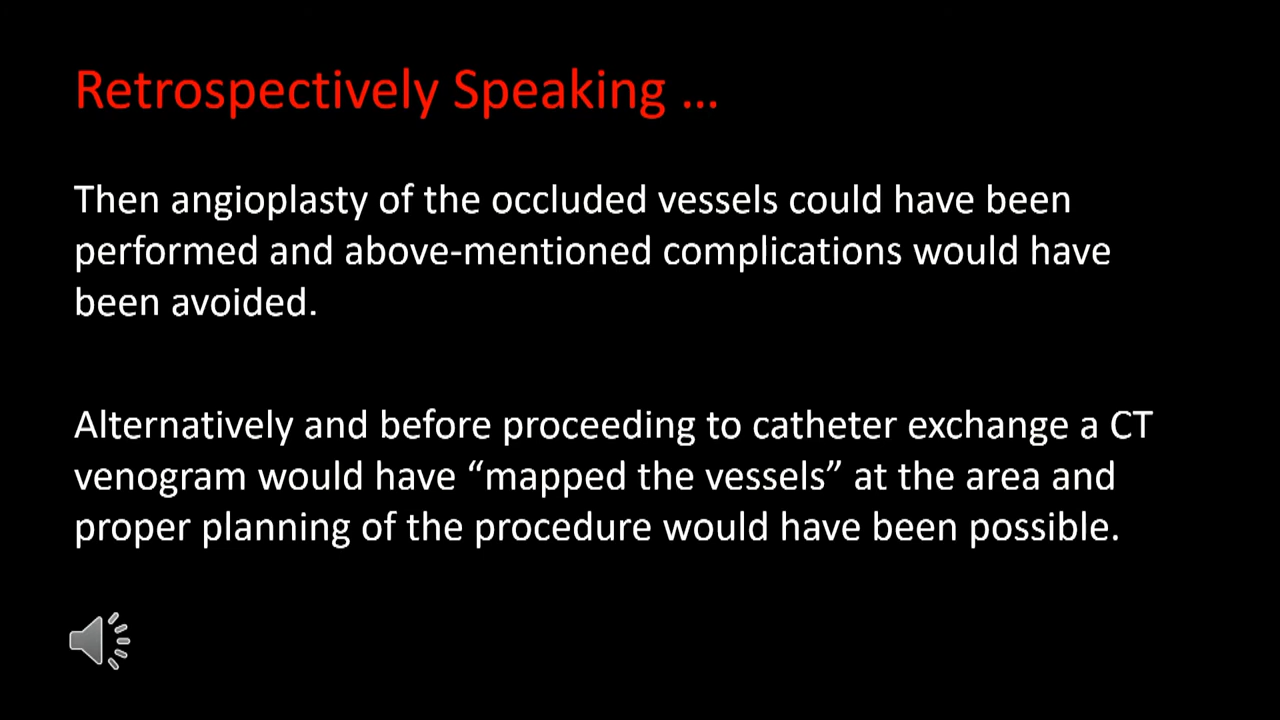 Retrospectively Speaking …
Then angioplasty of the occluded vessels could have been
performed and above-mentioned complications would have
been avoided.
Alternatively and before proceeding to catheter exchange a CT
venogram would have “mapped the vessels” at the area and
proper planning of the procedure would have been possible.